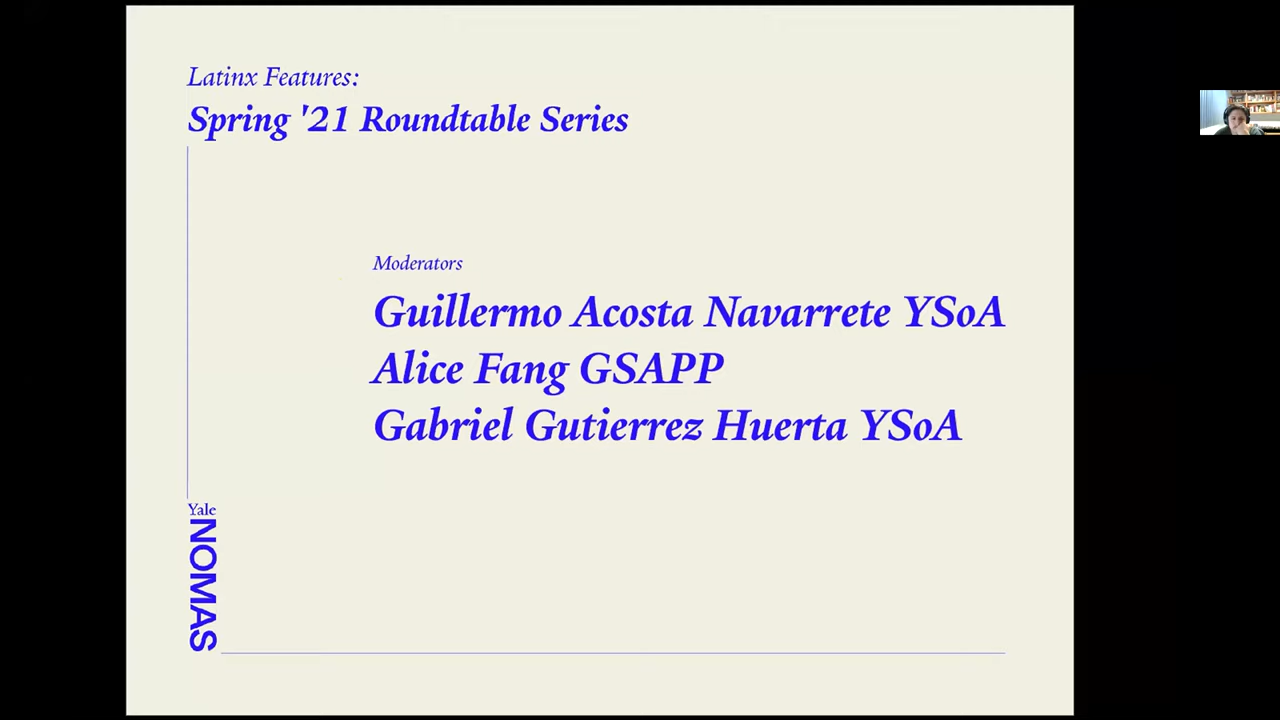 Latinx Features:
Spring '21 Roundtable Series
Moderators
Guillermo Acosta Navarrete YSoA
Alice Fang GSAPP
Gabriel Gutierrez Huerta YSoA
Yale
NOMAS